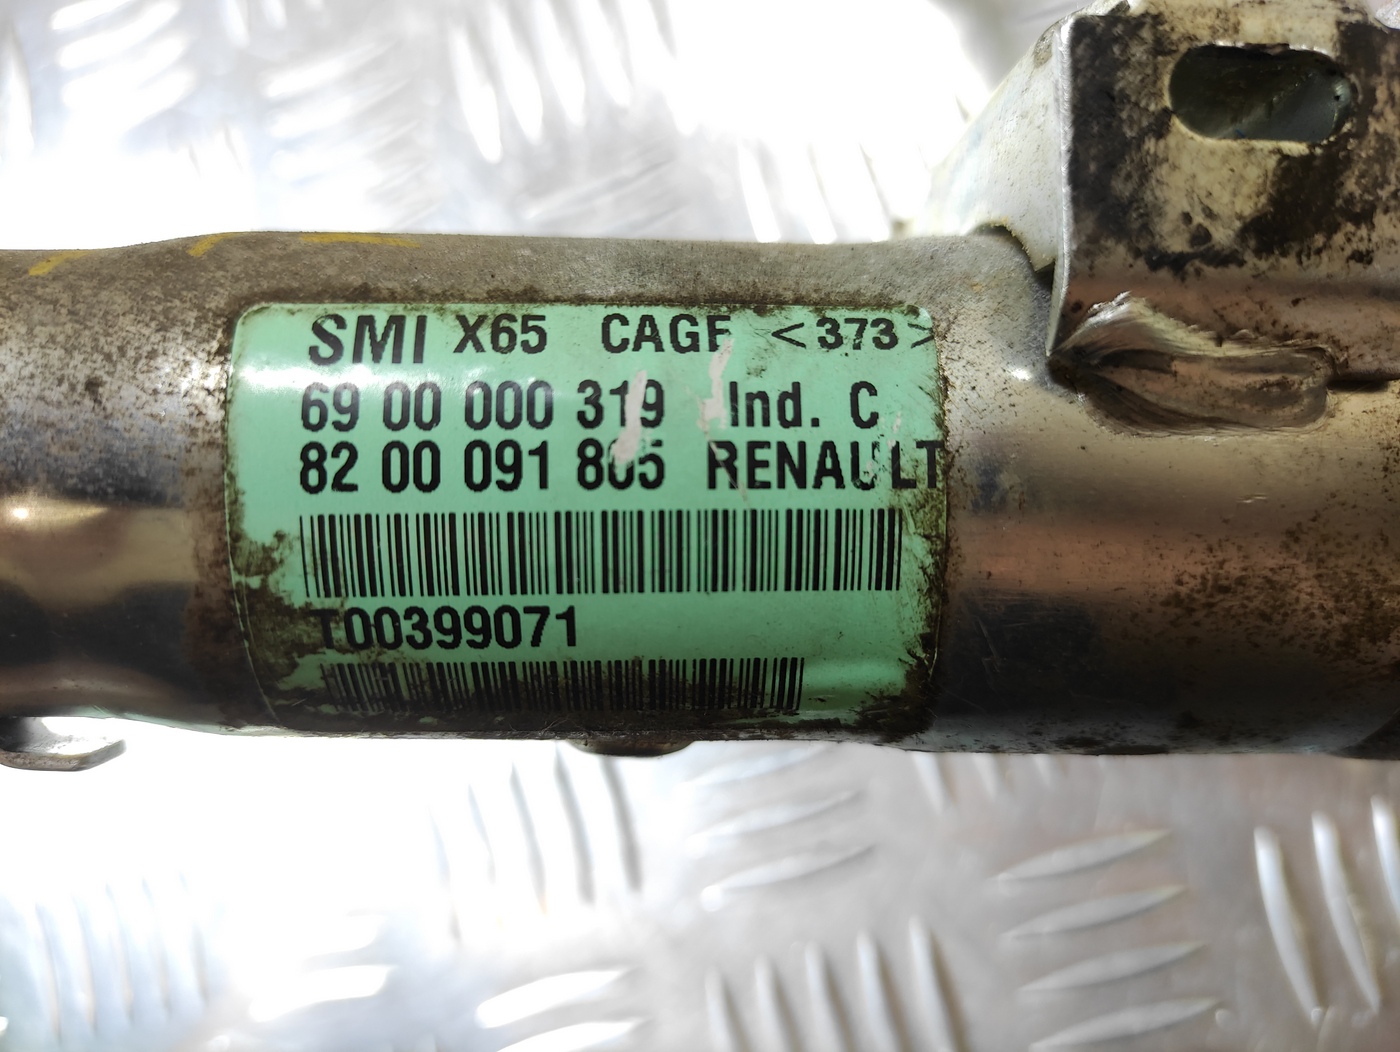 SMI X65 CAGE <373>
69 00 000 319 Ind. C
82 00 091 805 RENAULT
T00399071